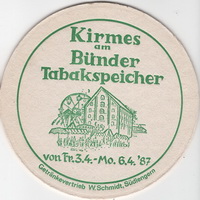 Kirmes
am
Bünder
Tabakspeicher
von Fr. 3.4. - Mo. 6.4. '87
Getränkevertrieb W. Schmidt, Südlengern